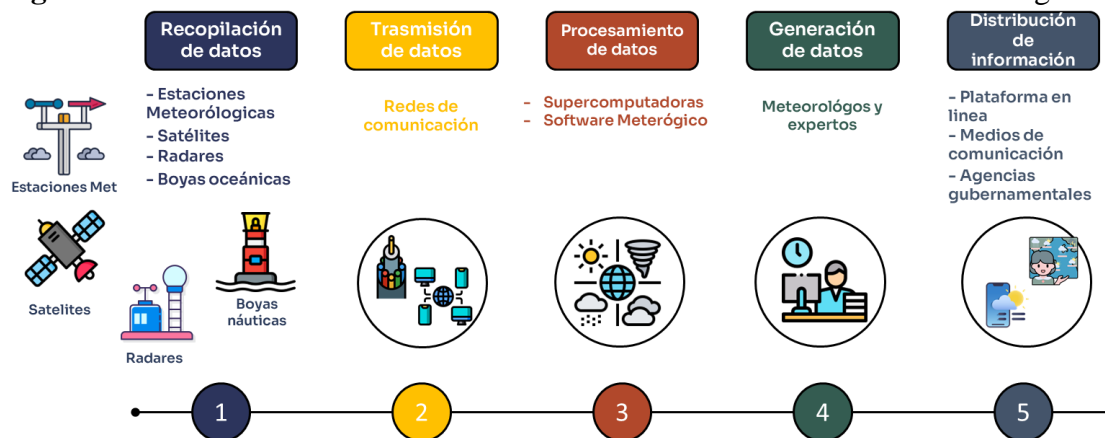 Recopilación
de datos
Trasmisión
de datos
Procesamiento
de datos
Generación
de datos
Distribución
de
información
- Estaciones
Meteorólogicas
- Satélites
- Radares
- Boyas oceánicas
Redes de
comunicación
- Supercomputadoras
- Software Meterógico
Meteorológos y
expertos
- Plataforma en
linea
- Medios de
comunicación
- Agencias
gubernamentales
Estaciones Met
Satelites
Radares
Boyas
náuticas
1
2
3
4
5